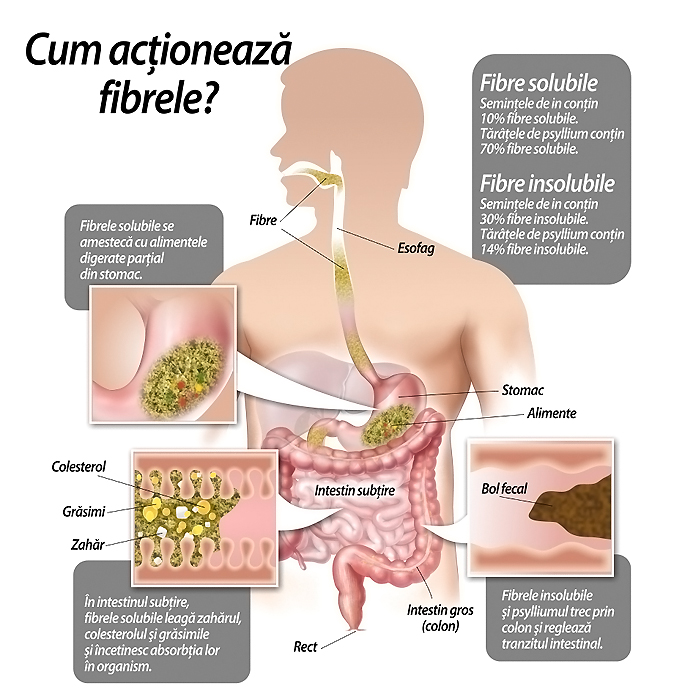 Cum acționează
fibrele?
Fibre solubile
Semințele de in conțin
10% fibre solubile.
Tărâțele de psyllium conțin
70% fibre solubile.
Fibre insolubile
Semințele de in conțin
30% fibre insolubile.
Tărâțele de psyllium conțin
14% fibre insolubile.
Fibrele solubile se
amestecă cu alimentele
digerate parțial
din stomac.
Fibre
Esofag
Stomac
Alimente
Colesterol
Grăsimi
Zahăr
Intestin subțire
Bol fecal
În intestinul subțire,
fibrele solubile leagă zahărul,
colesterolul și grăsimile
și încetinesc absorbția lor
în organism.
Rect
Intestin gros
(colon)
Fibrele insolubile
și psylliumul trec prin
colon și reglează
tranzitul intestinal.